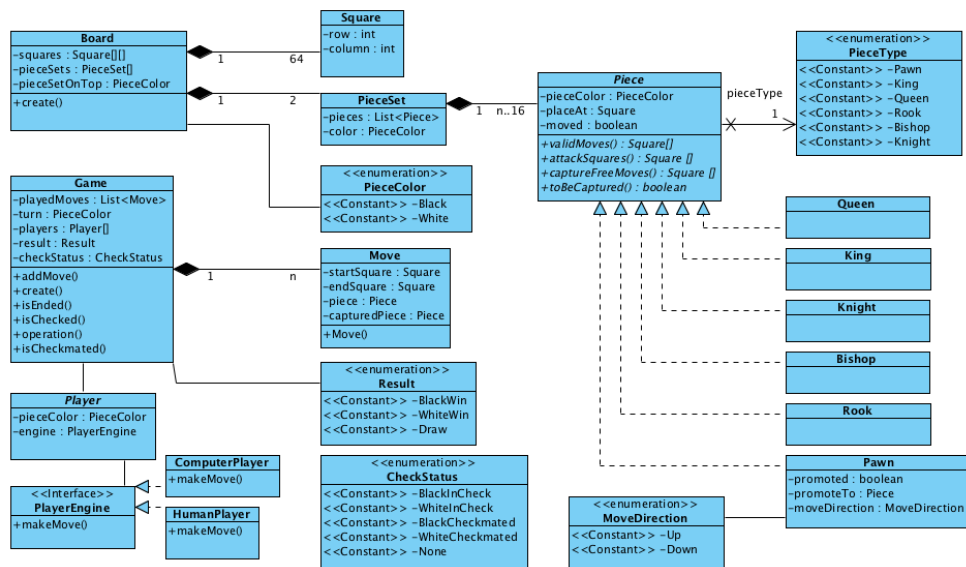 Board
-squares : Square[][]
-pieceSets : PieceSet[]
-pieceSetOnTop : PieceColor
+create()
1
64
1
2
Square
-row : int
-column : int
PieceSet
-pieces : List<Piece>
-color : PieceColor
1
n..16
Piece
-pieceColor : PieceColor
-placeAt : Square
-moved : boolean
+validMoves() : Square[]
+attackSquares() : Square []
+captureFreeMoves() : Square []
+toBeCaptured() : boolean
pieceType
1
<<enumeration>>
PieceType
<<Constant>> -Pawn
<<Constant>> -King
<<Constant>> -Queen
<<Constant>> -Rook
<<Constant>> -Bishop
<<Constant>> -Knight
<<enumeration>>
PieceColor
<<Constant>> -Black
<<Constant>> -White
Game
-playedMoves : List<Move>
-turn : PieceColor
-players : Player[]
-result : Result
-checkStatus : CheckStatus
+addMove()
+create()
+isEnded()
+isChecked()
+operation()
+isCheckmated()
1
n
Move
-startSquare : Square
-endSquare : Square
-piece : Piece
-capturedPiece : Piece
+Move()
Queen
King
Knight
Bishop
Rook
Pawn
-promoted : boolean
-promoteTo : Piece
-moveDirection : MoveDirection
<<enumeration>>
Result
<<Constant>> -BlackWin
<<Constant>> -WhiteWin
<<Constant>> -Draw
Player
-pieceColor : PieceColor
-engine : PlayerEngine
<<Interface>>
PlayerEngine
+makeMove()
ComputerPlayer
+makeMove()
HumanPlayer
+makeMove()
<<enumeration>>
CheckStatus
<<Constant>> -BlackInCheck
<<Constant>> -WhiteInCheck
<<Constant>> -BlackCheckmated
<<Constant>> -WhiteCheckmated
<<Constant>> -None
<<enumeration>>
MoveDirection
<<Constant>> -Up
<<Constant>> -Down